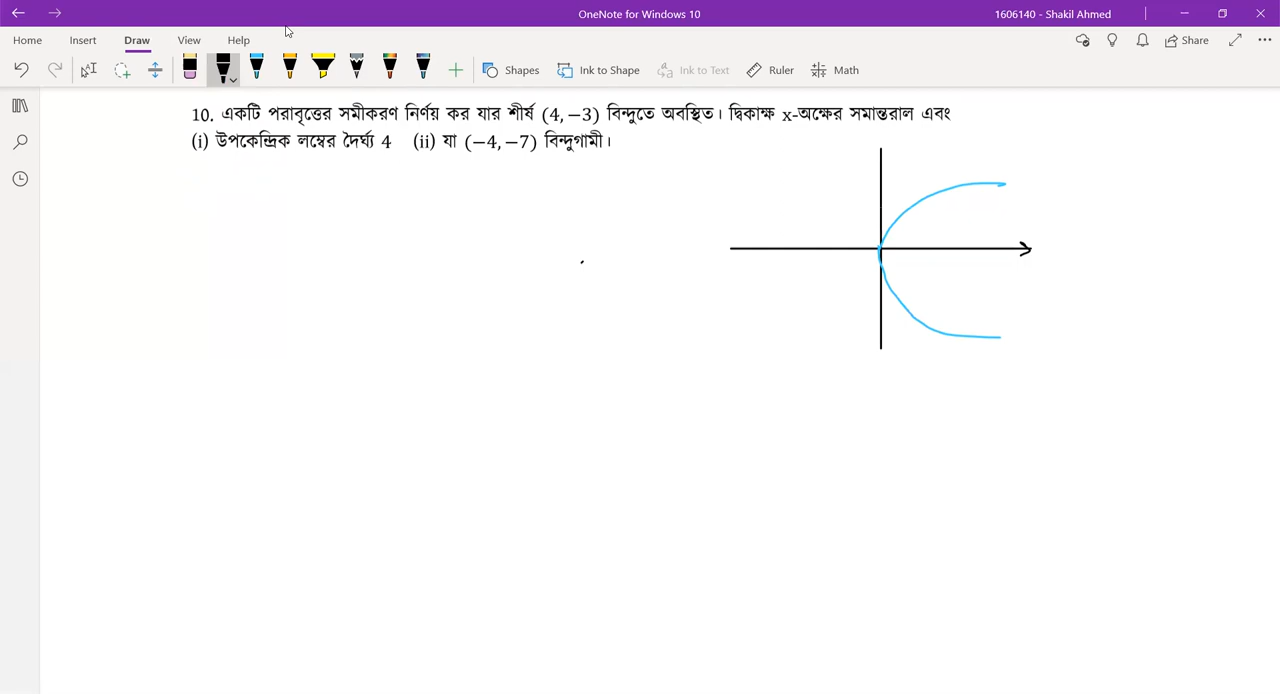 OneNote for Windows 10
1606140 - Shakil Ahmed
Home Insert Draw View Help
Share
Shapes Ink to Shape Ink to Text Ruler Math
10. একটি পরাবৃত্তের সমীকরণ নির্ণয় কর যার শীর্ষ (4, −3) বিন্দুতে অবস্থিত। দ্বিকাক্ষ x-অক্ষের সমান্তরাল এবং
(i) উপকেন্দ্রিক লম্বের দৈর্ঘ্য 4 (ii) যা (−4, −7) বিন্দুগামী।